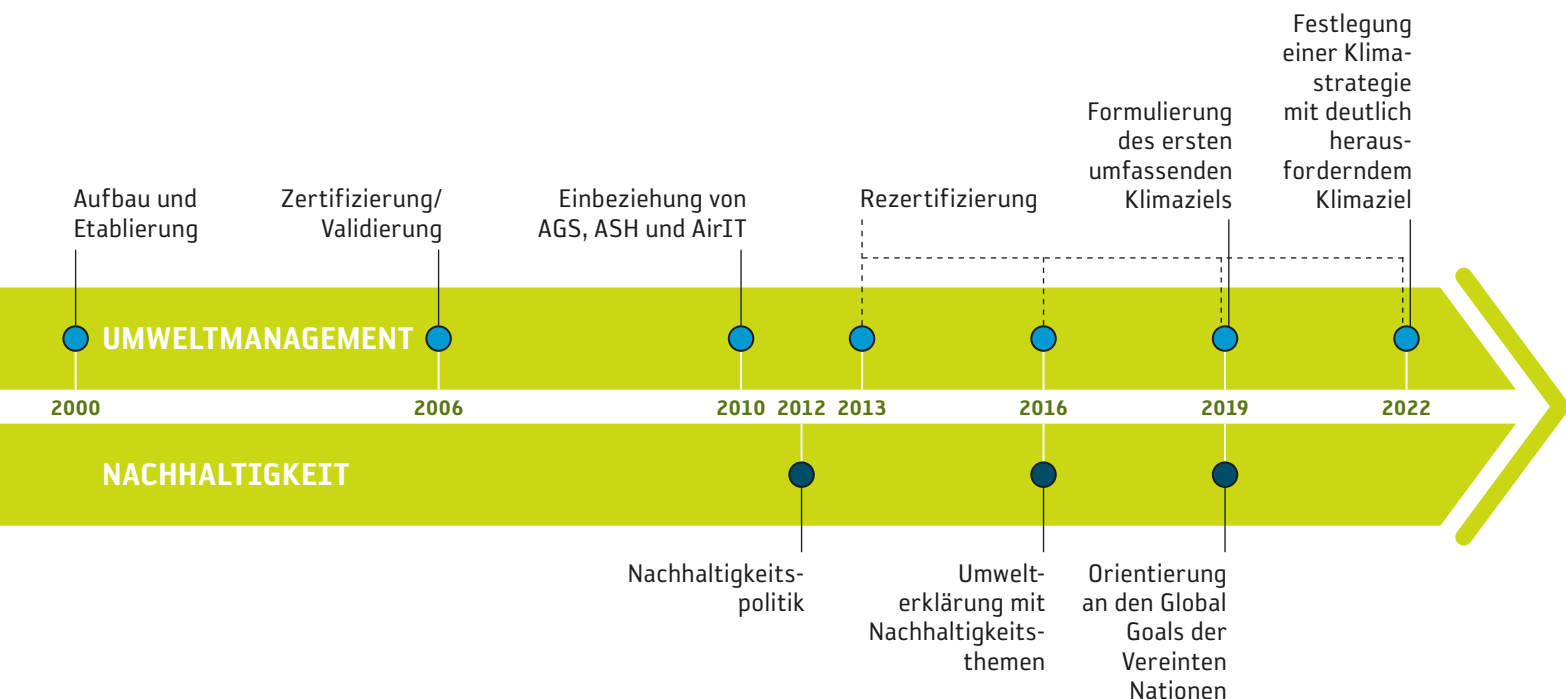 Aufbau und
Etablierung
Zertifizierung/
Validierung
Einbeziehung von
AGS, ASH und AirIT
Rezertifizierung
Formulierung
des ersten
umfassenden
Klimaziels
Festlegung
einer Klima-
strategie
mit deutlich
heraus-
forderndem
Klimaziel
UMWELTMANAGEMENT
2000 2006 2010 2012 2013 2016 2019 2022
NACHHALTIGKEIT
Nachhaltigkeits-
politik
Umwelt-
erklärung mit
Nachhaltigkeits-
themen
Orientierung
an den Global
Goals der
Vereinten
Nationen